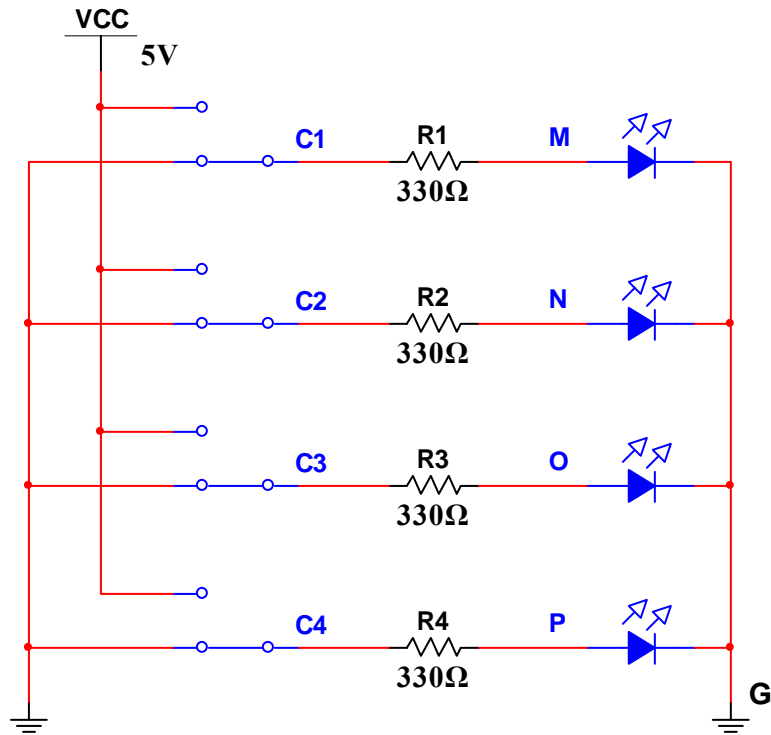 VCC
5V
C1 R1 M
330Ω
C2 R2 N
330Ω
C3 R3 O
330Ω
C4 R4 P
330Ω
G